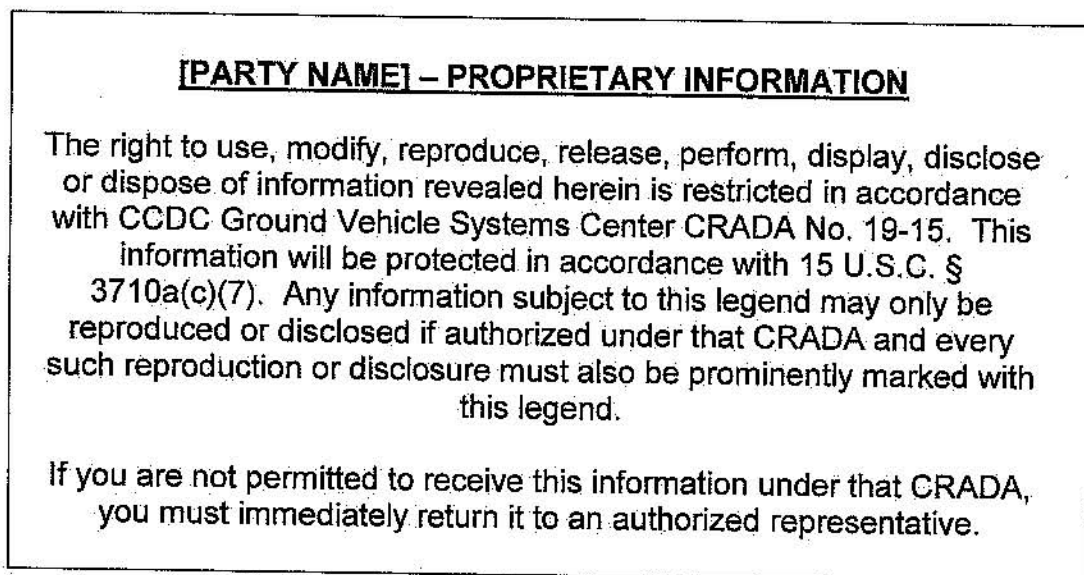 [PARTY NAME] – PROPRIETARY INFORMATION
The right to use, modify, reproduce, release, perform, display, disclose
or dispose of information revealed herein is restricted in accordance
with CCDC Ground Vehicle Systems Center CRADA No. 19-15.  This
information will be protected in accordance with 15 U.S.C. §
3710a(c)(7).  Any information subject to this legend may only be
reproduced or disclosed if authorized under that CRADA and every
such reproduction or disclosure must also be prominently marked with
this legend.
If you are not permitted to receive this information under that CRADA,
you must immediately return it to an authorized representative.